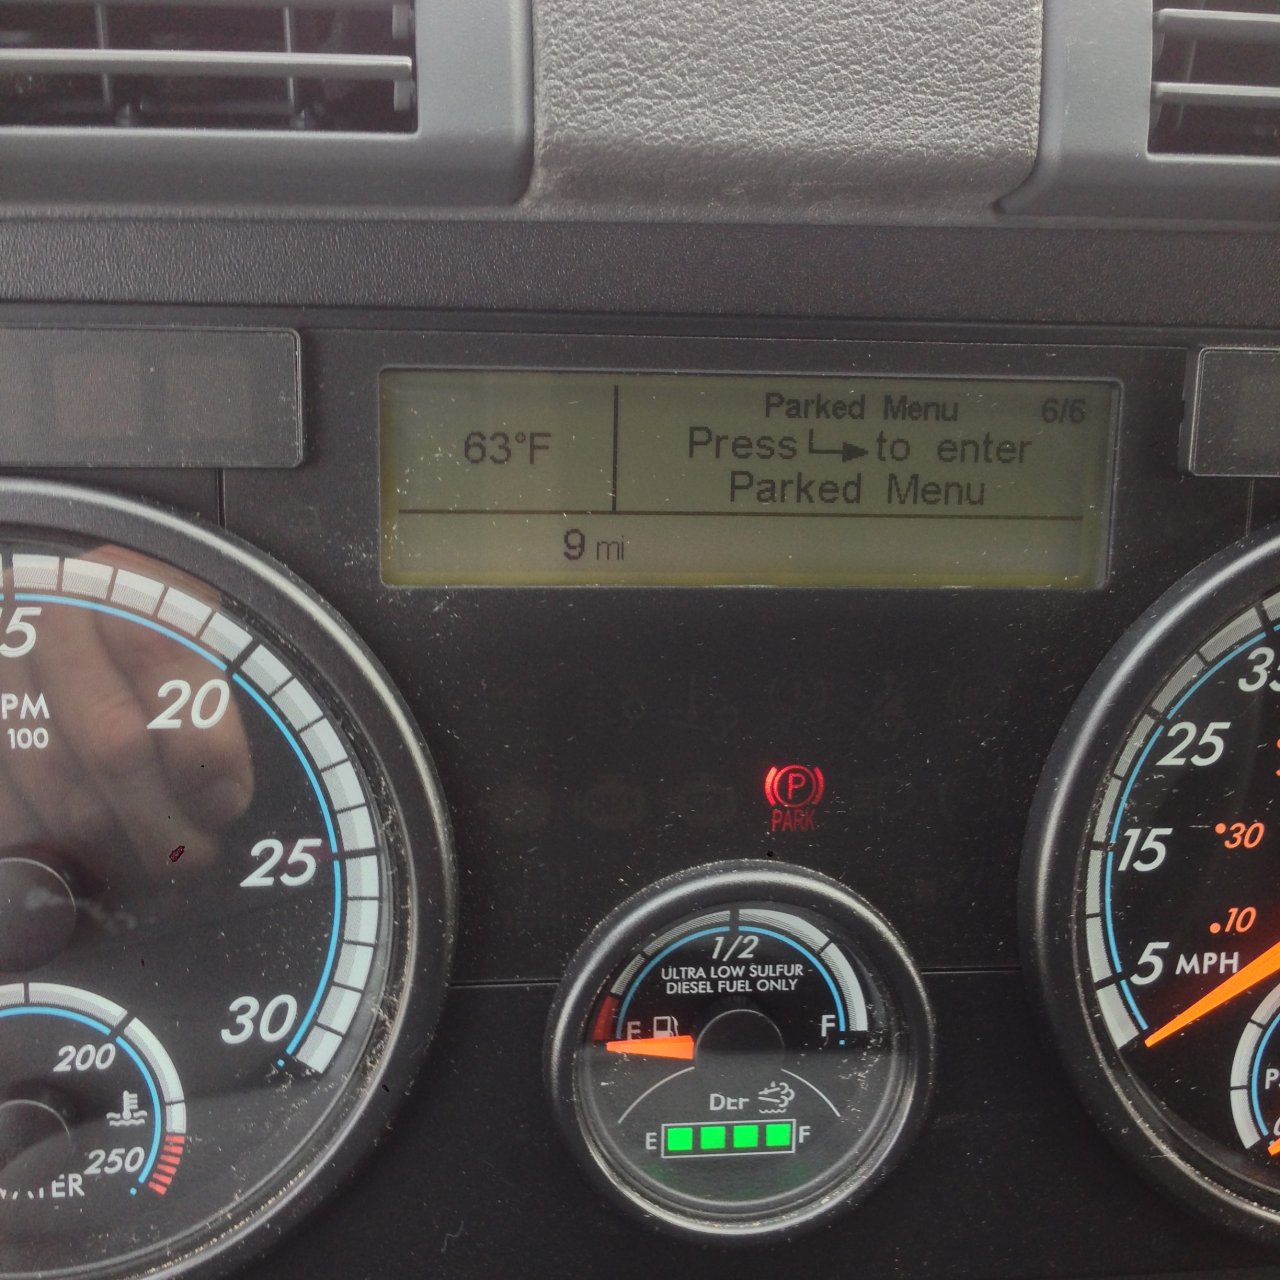 Parked Menu 6/6
63°F
Press to enter
Parked Menu
9 mi
20
PM
100
25
30
200
250
WATER
P
PARK
1/2
ULTRA LOW SULFUR
DIESEL FUEL ONLY
E F
DEF
E F
35
25
15
30
10
5 MPH